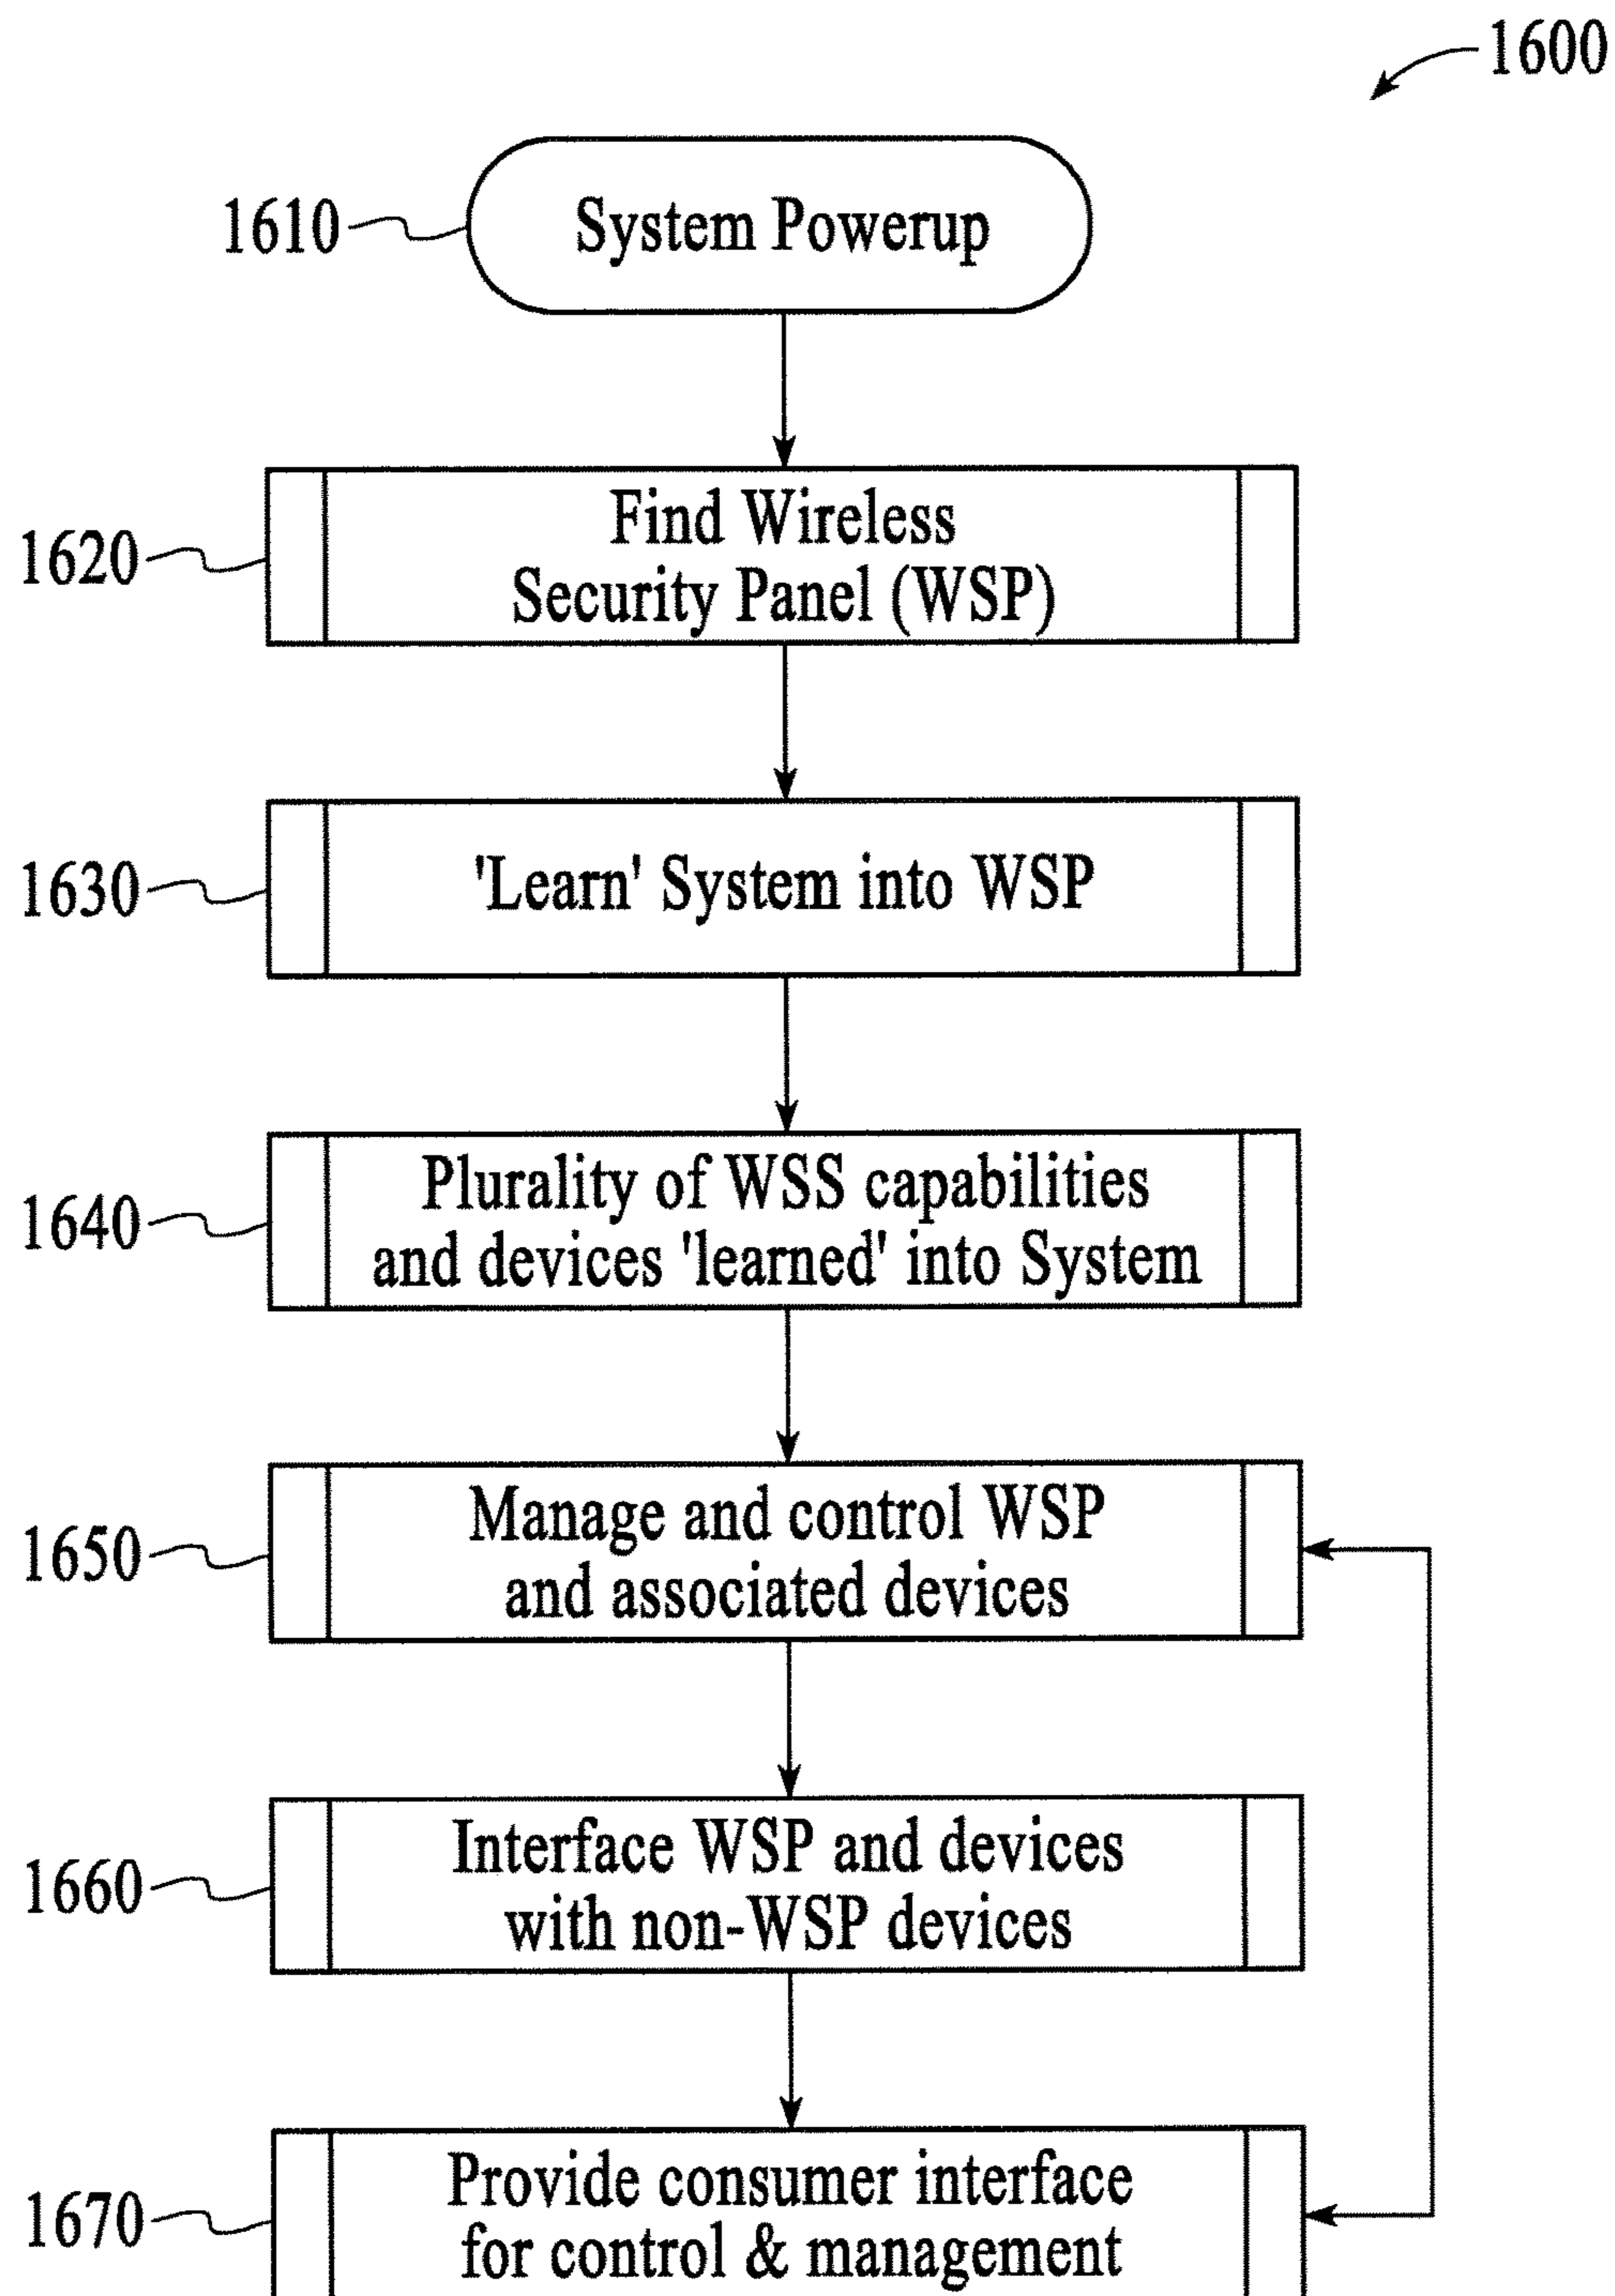 1600
1610
System Powerup
1620
Find Wireless
Security Panel (WSP)
1630
'Learn' System into WSP
1640
Plurality of WSS capabilities
and devices 'learned' into System
1650
Manage and control WSP
and associated devices
1660
Interface WSP and devices
with non-WSP devices
1670
Provide consumer interface
for control & management